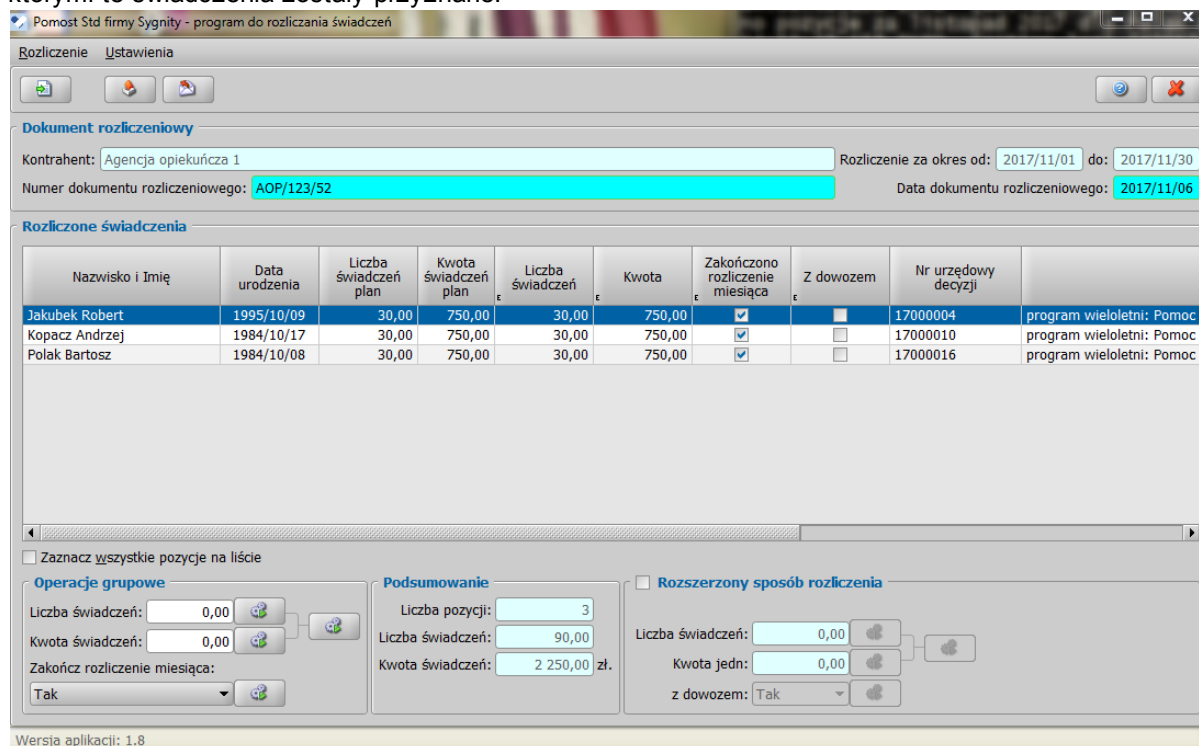 którymi te świadczenia zostały przyznane.
Pomost Std firmy Sygnity - program do rozliczania świadczeń
Rozliczenie Ustawienia
Dokument rozliczeniowy
Kontrahent: Agencja opiekuńcza 1 Rozliczenie za okres od: 2017/11/01 do: 2017/11/30
Numer dokumentu rozliczeniowego: AOP/123/52 Data dokumentu rozliczeniowego: 2017/11/06
Rozliczone świadczenia
Nazwisko i Imię Data urodzenia Liczba świadczeń plan Kwota świadczeń plan Liczba świadczeń Kwota Zakończono rozliczenie miesiąca Z dowozem Nr urzędowy decyzji
Jakubek Robert 1995/10/09 30,00 750,00 30,00 750,00 17000004 program wieloletni: Pomoc
Kopacz Andrzej 1984/10/17 30,00 750,00 30,00 750,00 17000010 program wieloletni: Pomoc
Polak Bartosz 1984/10/08 30,00 750,00 30,00 750,00 17000016 program wieloletni: Pomoc
Zaznacz wszystkie pozycje na liście
Operacje grupowe Podsumowanie Rozszerzony sposób rozliczenia
Liczba świadczeń: 0,00 Liczba pozycji: 3
Liczba świadczeń: 90,00 Liczba świadczeń: 0,00
Kwota świadczeń: 0,00 Kwota świadczeń: 2 250,00 zł. Kwota jedn: 0,00
Zakończ rozliczenie miesiąca:
Tak z dowozem: Tak
Wersja aplikacji: 1.8